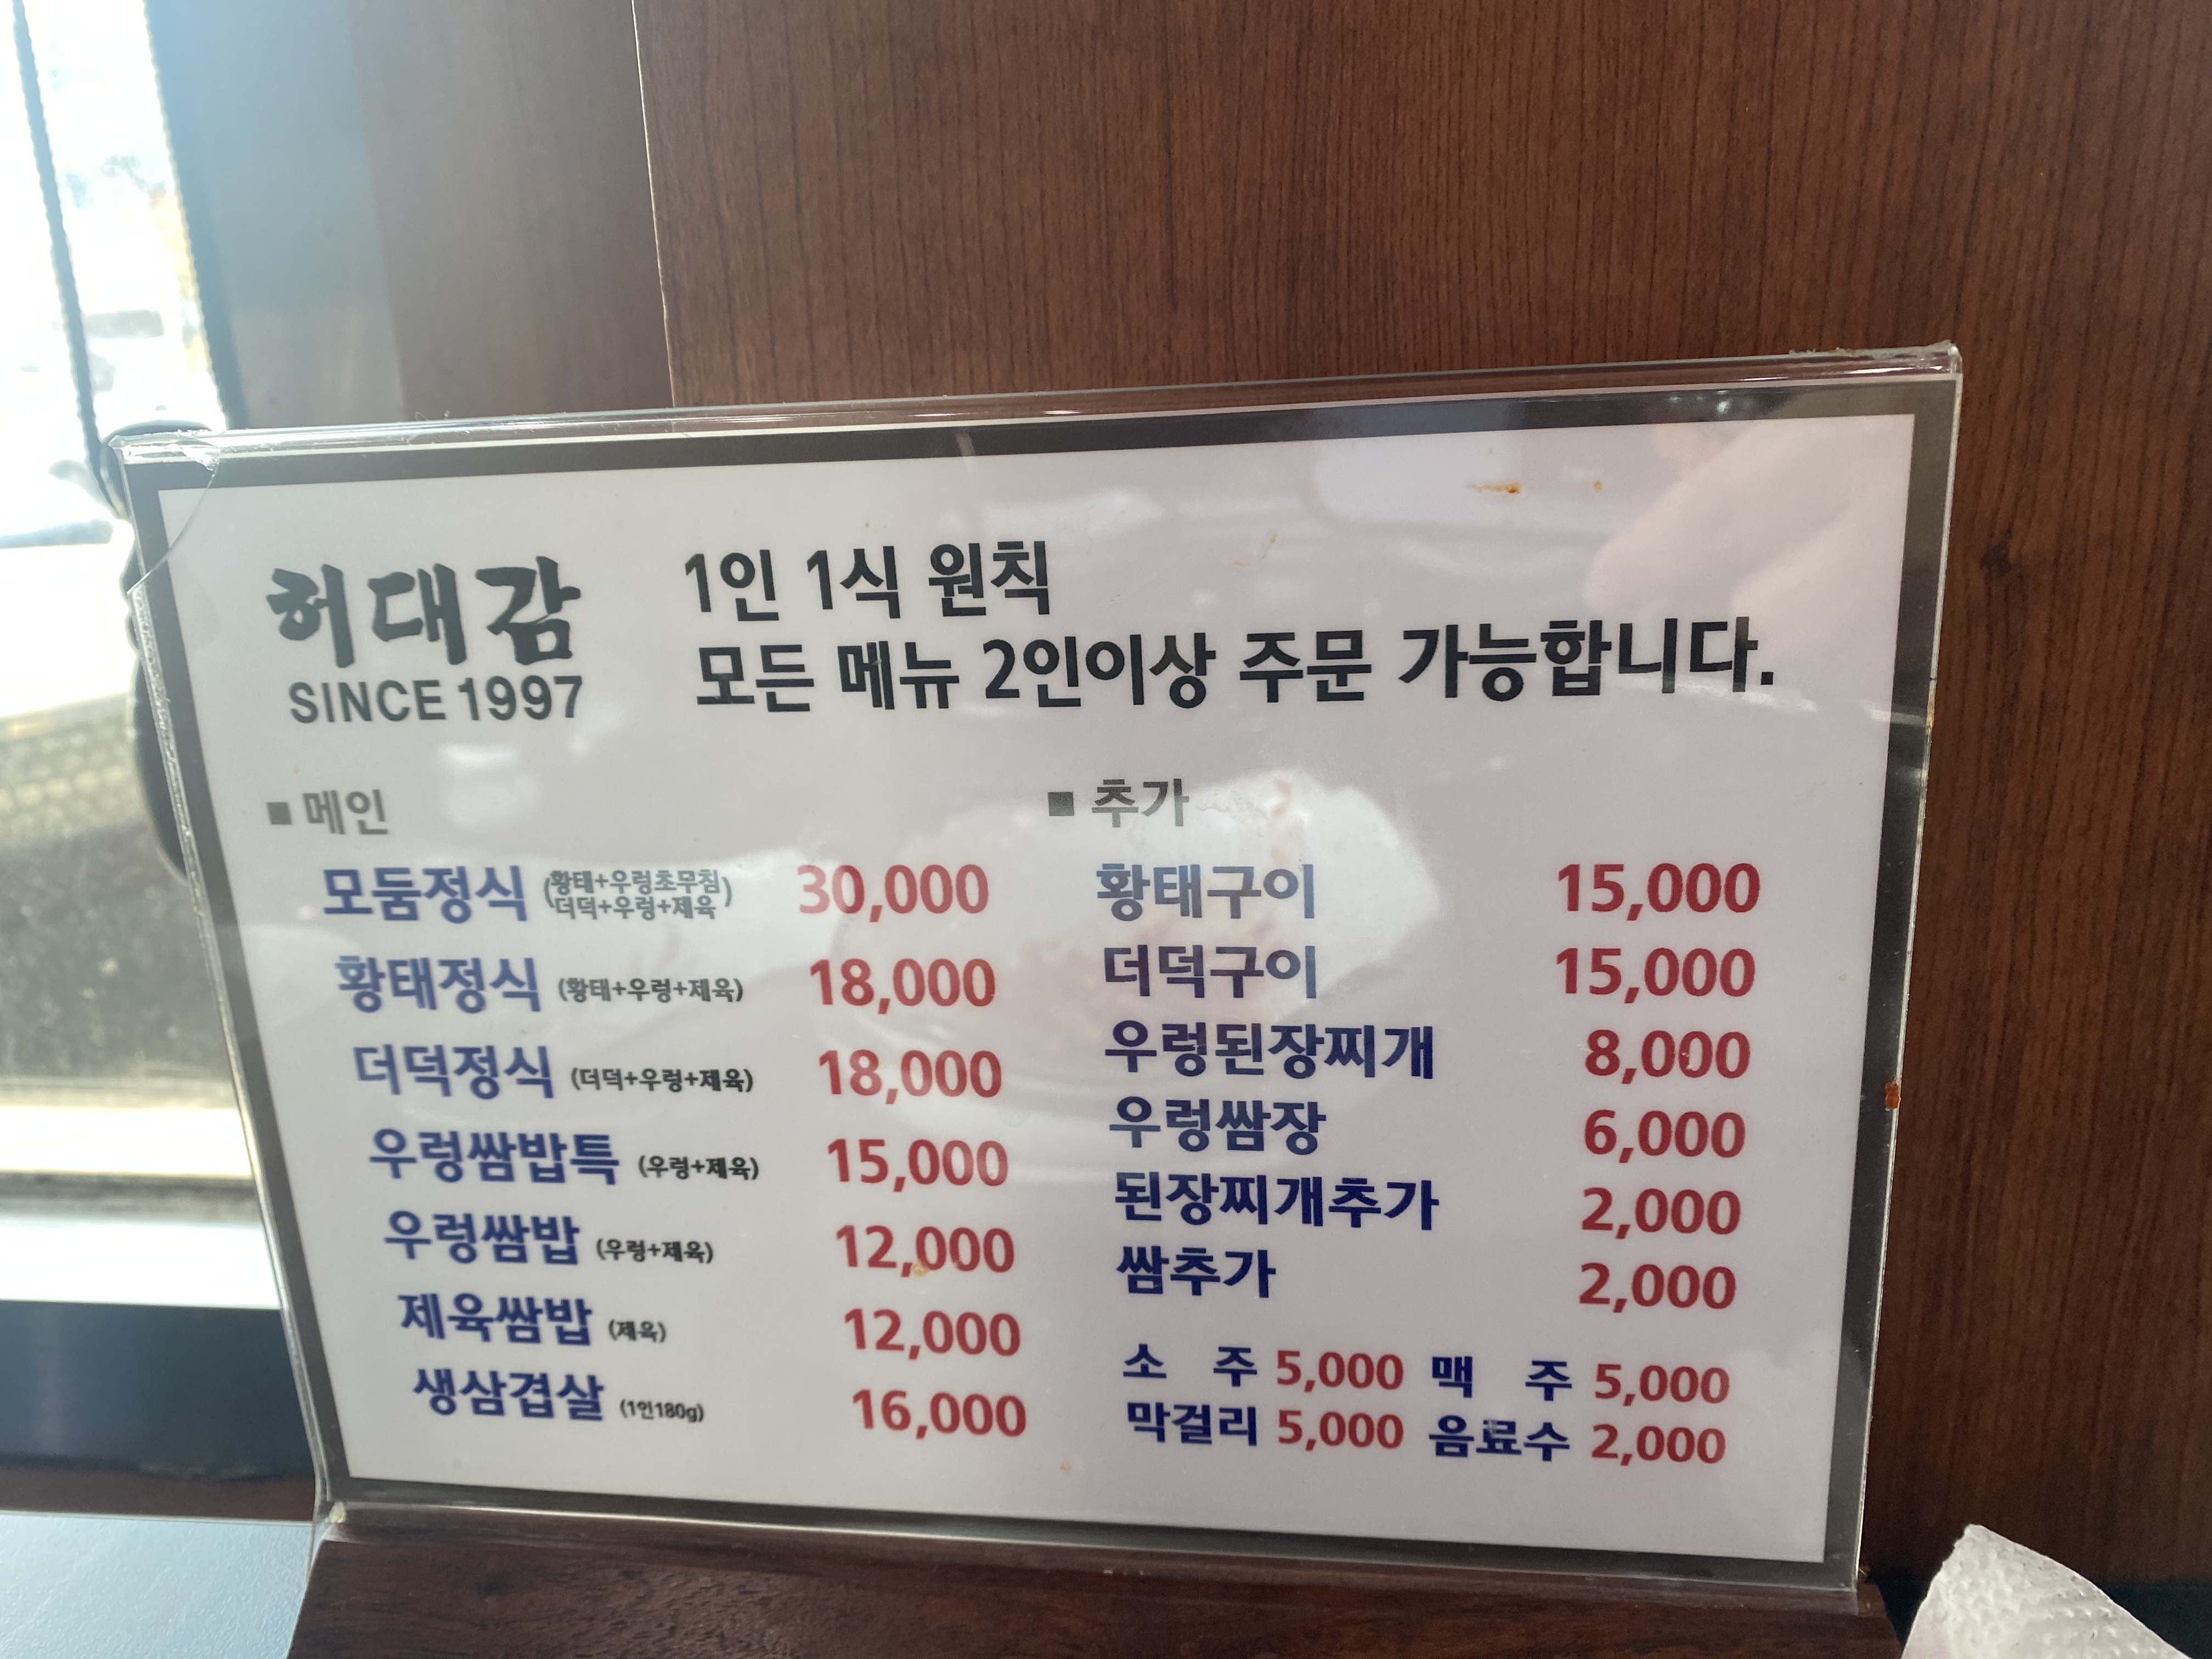 허대감
SINCE 1997
1인 1식 원칙
모든 메뉴 2인이상 주문 가능합니다.
■ 메인
모둠정식 (황태+우렁초무침 더덕+우렁+제육) 30,000
황태정식 (황태+우렁+제육) 18,000
더덕정식 (더덕+우렁+제육) 18,000
우렁쌈밥특 (우렁+제육) 15,000
우렁쌈밥 (우렁+제육) 12,000
제육쌈밥 (제육) 12,000
생삼겹살 (1인180g) 16,000
■ 추가
황태구이 15,000
더덕구이 15,000
우렁된장찌개 8,000
우렁쌈장 6,000
된장찌개추가 2,000
쌈추가 2,000
소 주 5,000 맥 주 5,000
막걸리 5,000 음료수 2,000